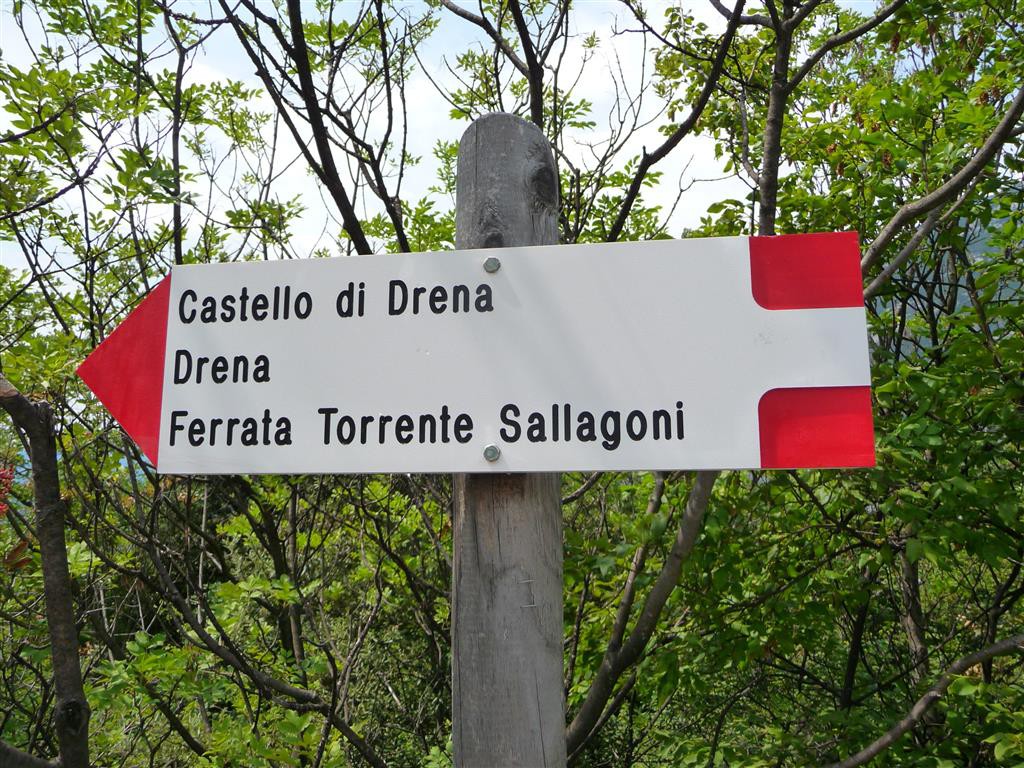 Castello di Drena
Drena
Ferrata Torrente Sallagoni